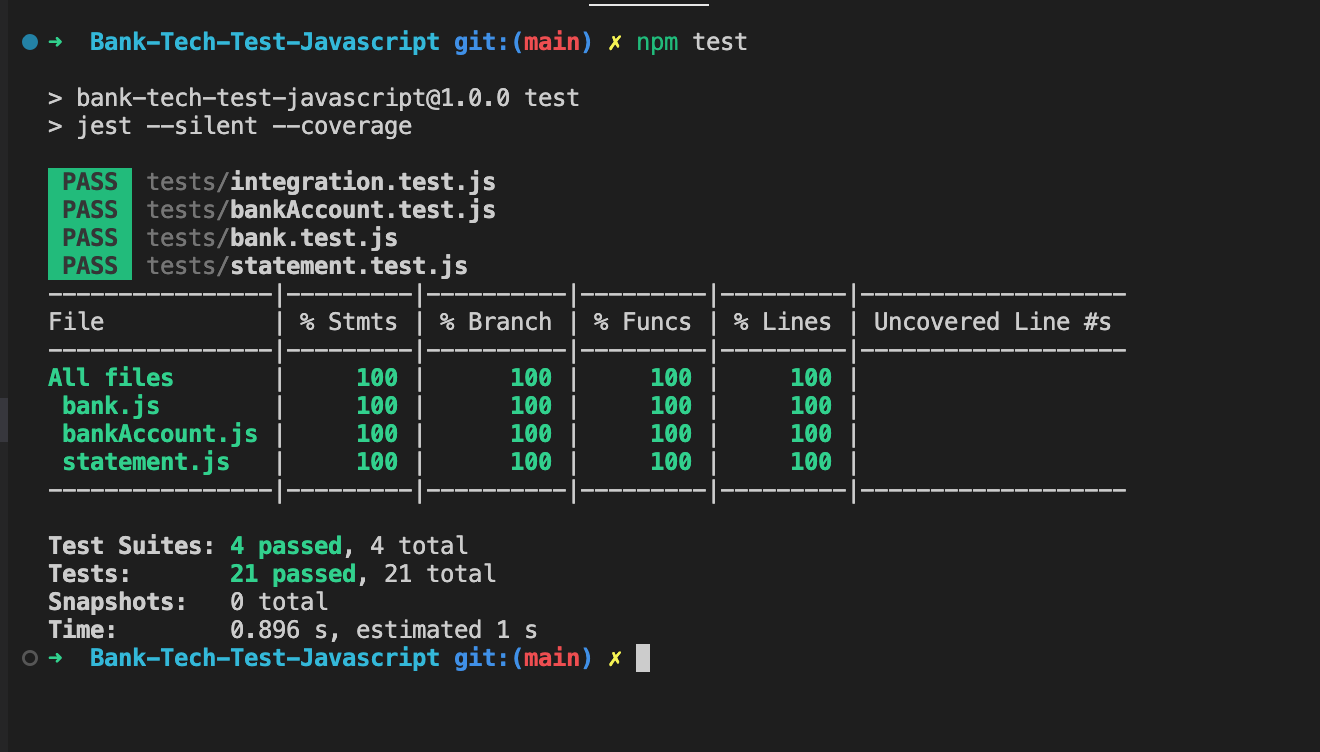 ➜  Bank-Tech-Test-Javascript git:(main) ✗ npm test
> bank-tech-test-javascript@1.0.0 test
> jest --silent --coverage
PASS tests/integration.test.js
PASS tests/bankAccount.test.js
PASS tests/bank.test.js
PASS tests/statement.test.js
----------------|---------|----------|---------|---------|-------------------
File            | % Stmts | % Branch | % Funcs | % Lines | Uncovered Line #s
----------------|---------|----------|---------|---------|-------------------
All files       |     100 |      100 |     100 |     100 |
 bank.js        |     100 |      100 |     100 |     100 |
 bankAccount.js |     100 |      100 |     100 |     100 |
 statement.js   |     100 |      100 |     100 |     100 |
----------------|---------|----------|---------|---------|-------------------
Test Suites: 4 passed, 4 total
Tests:       21 passed, 21 total
Snapshots:   0 total
Time:        0.896 s, estimated 1 s
➜  Bank-Tech-Test-Javascript git:(main) ✗